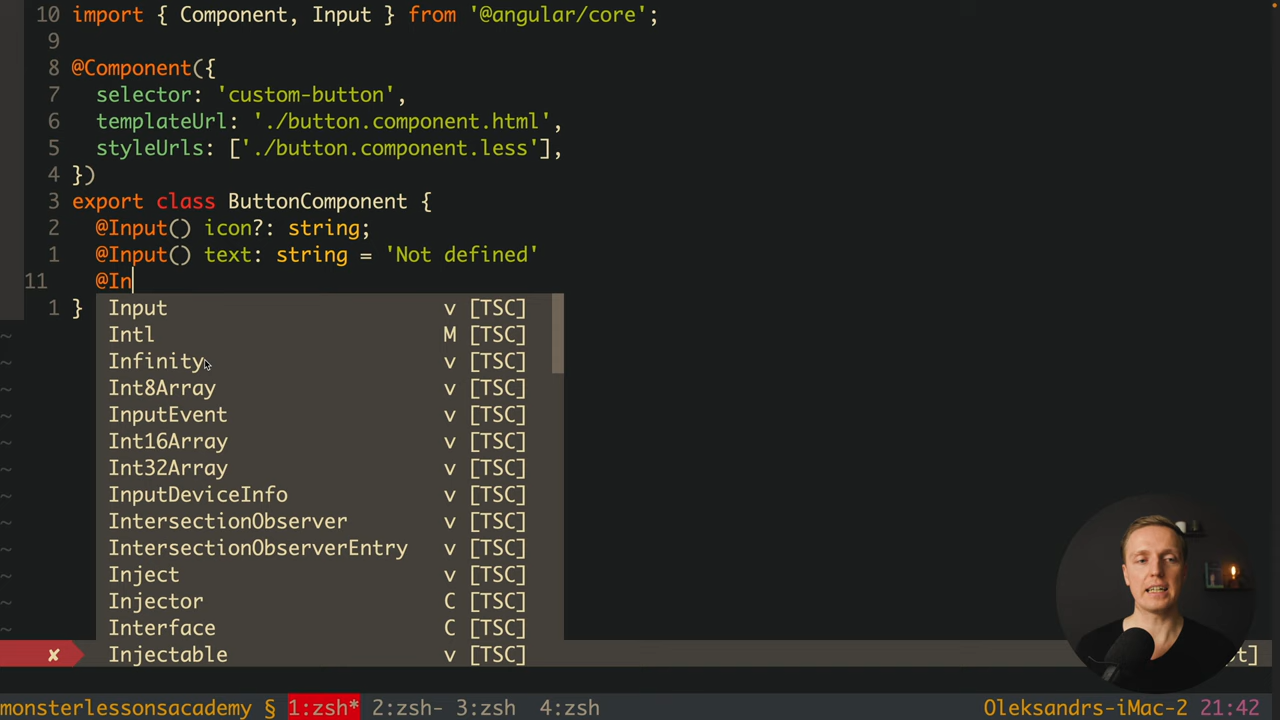 10 import { Component, Input } from '@angular/core';
9
8 @Component({
7 selector: 'custom-button',
6 templateUrl: './button.component.html',
5 styleUrls: ['./button.component.less'],
4 })
3 export class ButtonComponent {
2 @Input() icon?: string;
1 @Input() text: string = 'Not defined'
11 @In
1 }
Input v [TSC]
~ Intl M [TSC]
~ Infinity v [TSC]
~ Int8Array v [TSC]
~ InputEvent v [TSC]
~ Int16Array v [TSC]
~ Int32Array v [TSC]
~ InputDeviceInfo v [TSC]
~ IntersectionObserver v [TSC]
~ IntersectionObserverEntry v [TSC]
~ Inject v [TSC]
~ Injector C [TSC]
~ Interface C [TSC]
✘ Injectable v [TSC] t]
monsterlessonsacademy § 1:zsh* 2:zsh- 3:zsh 4:zsh Oleksandrs-iMac-2 21:42